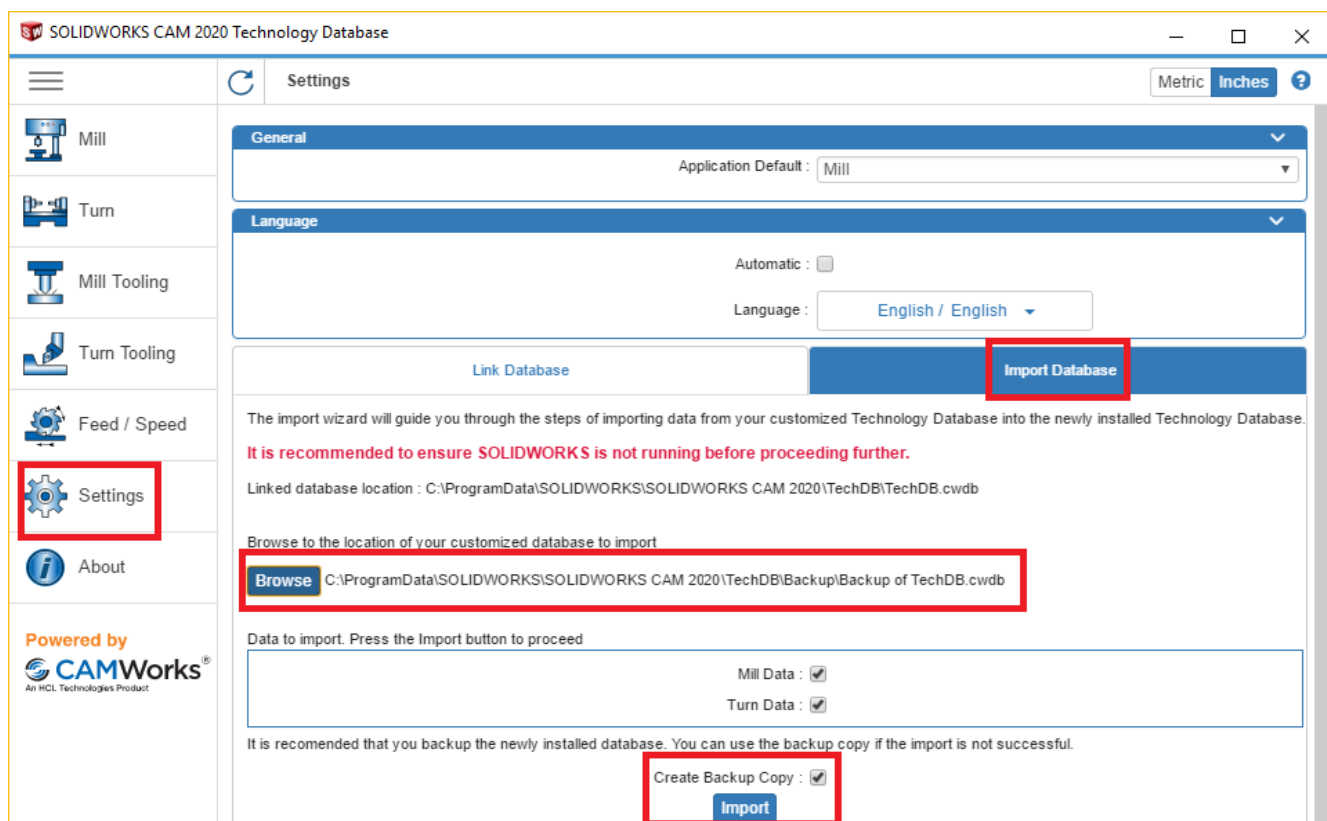 SOLIDWORKS CAM 2020 Technology Database
Settings
Metric Inches
Mill
Turn
Mill Tooling
Turn Tooling
Feed / Speed
Settings
About
Powered by
CAMWorks®
An HCL Technologies Product
General
Application Default : Mill
Language
Automatic :
Language : English / English
Link Database
Import Database
The import wizard will guide you through the steps of importing data from your customized Technology Database into the newly installed Technology Database.
It is recommended to ensure SOLIDWORKS is not running before proceeding further.
Linked database location : C:\ProgramData\SOLIDWORKS\SOLIDWORKS CAM 2020\TechDB\TechDB.cwdb
Browse to the location of your customized database to import
Browse C:\ProgramData\SOLIDWORKS\SOLIDWORKS CAM 2020\TechDB\Backup\Backup of TechDB.cwdb
Data to import. Press the Import button to proceed
Mill Data :
Turn Data :
It is recomended that you backup the newly installed database. You can use the backup copy if the import is not successful.
Create Backup Copy :
Import